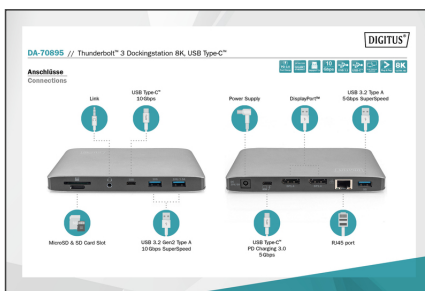 DIGITUS®
DA-70895 // Thunderbolt™ 3 Dockingstation 8K, USB Type-C™
10
Gbps
8K
Anschlüsse
Connections
Link
USB Type-C™
10Gbps
Power Supply
DisplayPort™
USB 3.2 Type A
5Gbps SuperSpeed
MicroSD & SD Card Slot
USB 3.2 Gen2 Type A
10Gbps SuperSpeed
USB Type-C™
PD Charging 3.0
5Gbps
RJ45 port